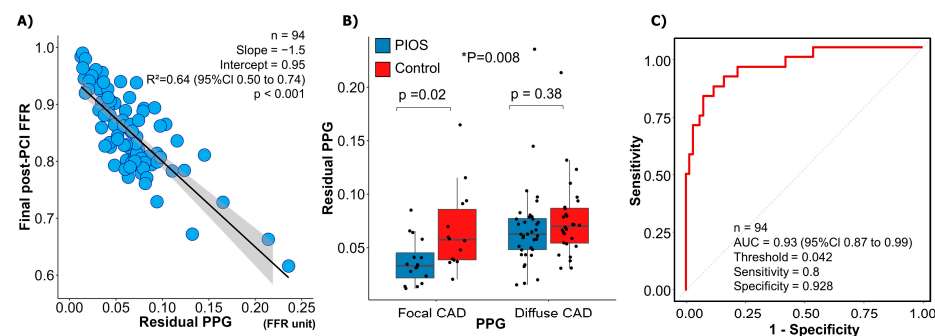 A)
n = 94
Slope = −1.5
Intercept = 0.95
R²=0.64 (95%CI 0.50 to 0.74)
p < 0.001
Final post-PCI FFR
1.0
0.9
0.8
0.7
0.6
0.00
0.05
0.10
0.15
0.20
0.25
Residual PPG
(FFR unit)
B)
PIOS
Control
*P=0.008
p =0.02
p = 0.38
Residual PPG
0.20
0.15
0.10
0.05
Focal CAD
Diffuse CAD
PPG
C)
Sensitivity
1.00
0.75
0.50
0.25
0.00
n = 94
AUC = 0.93 (95%CI 0.87 to 0.99)
Threshold = 0.042
Sensitivity = 0.8
Specificity = 0.928
0.00
0.25
0.50
0.75
1.00
1 - Specificity